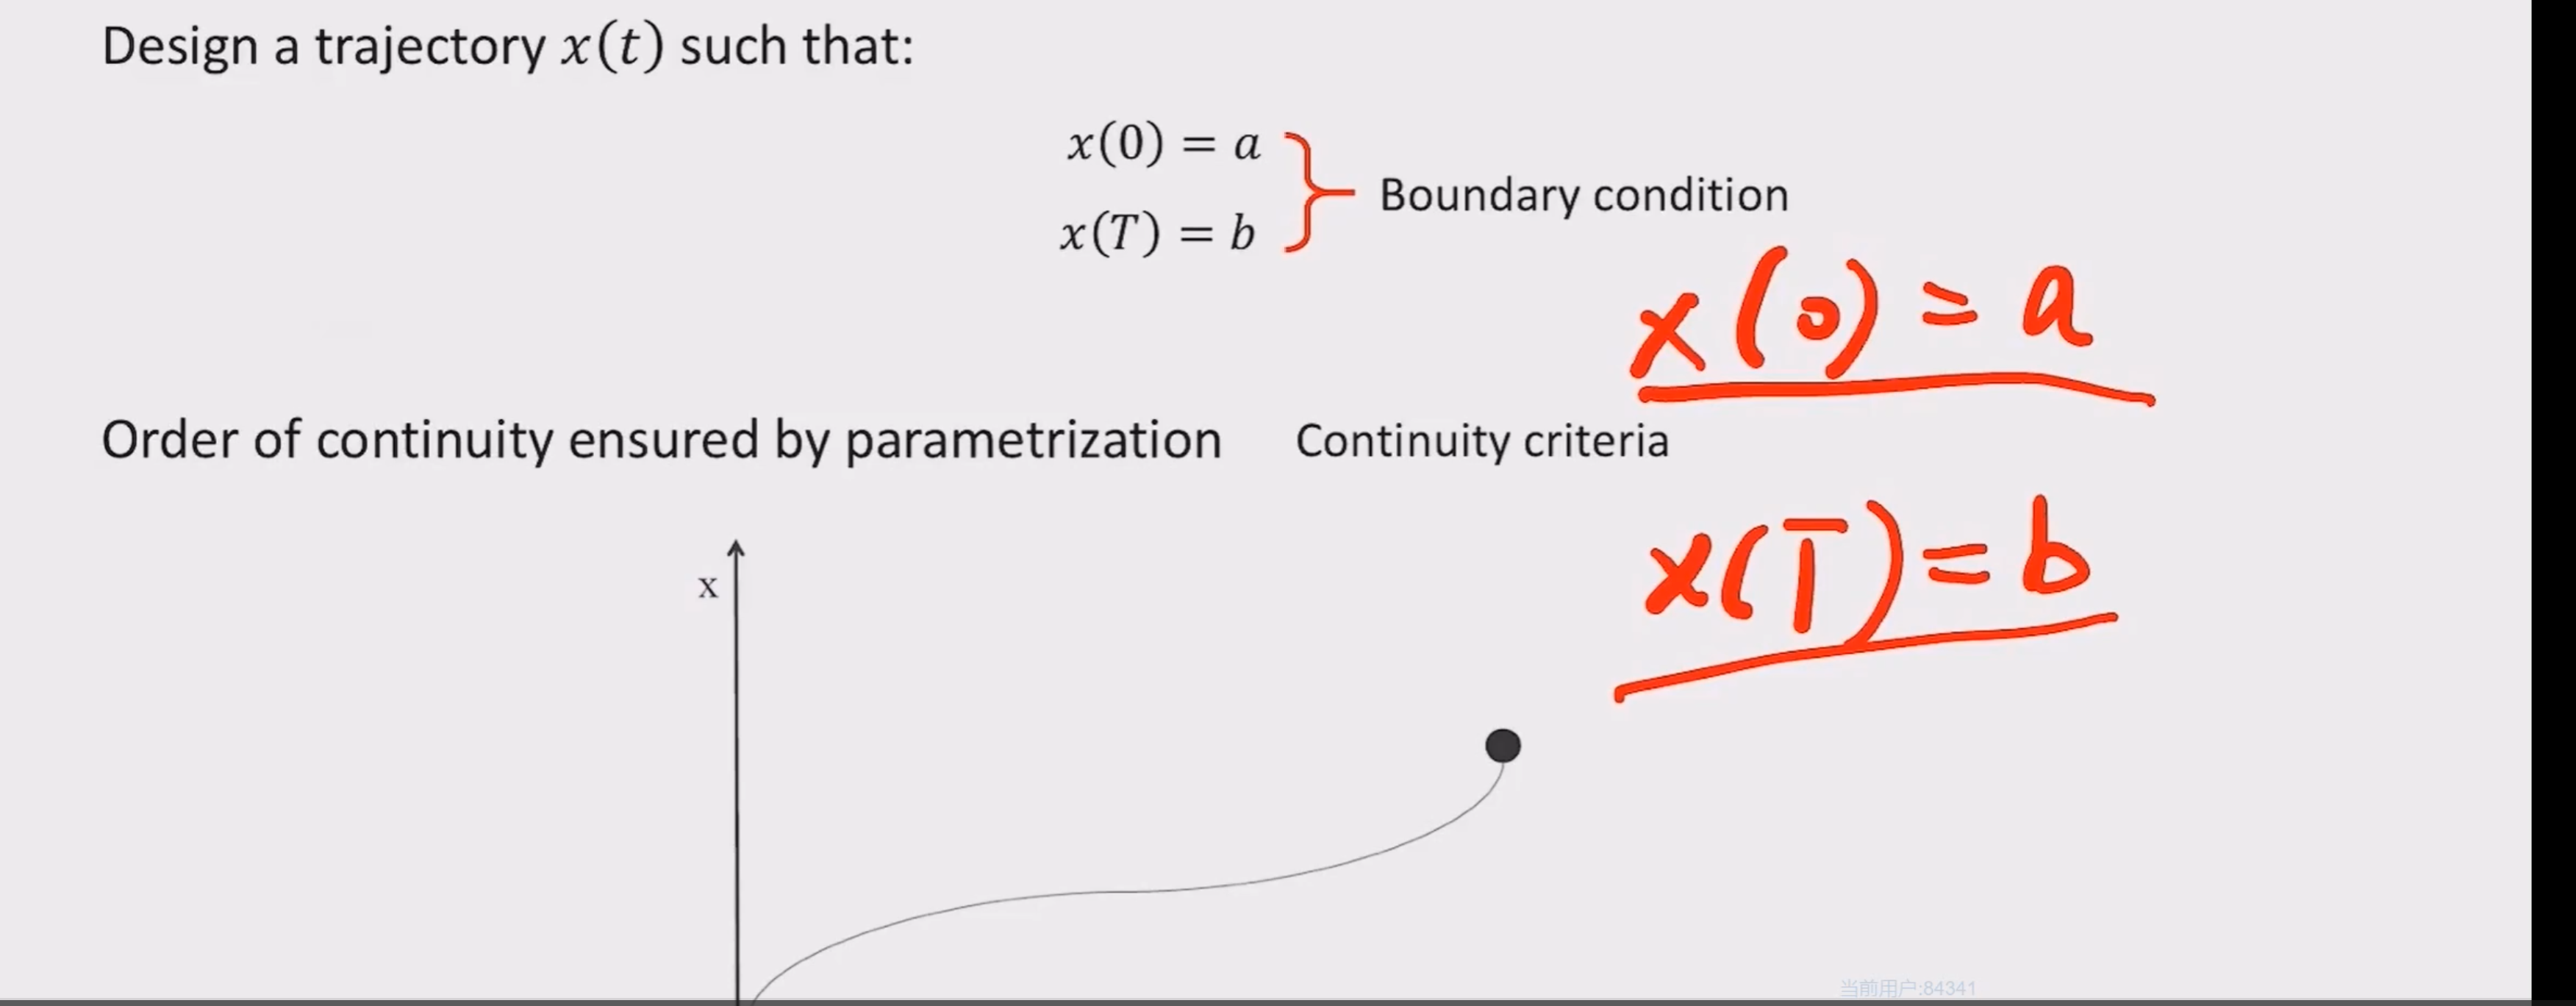 Design a trajectory x(t) such that:
x(0) = a
x(T) = b
Boundary condition
x(0) = a
Order of continuity ensured by parametrization
Continuity criteria
x(T) = b
x
当前用户:84341